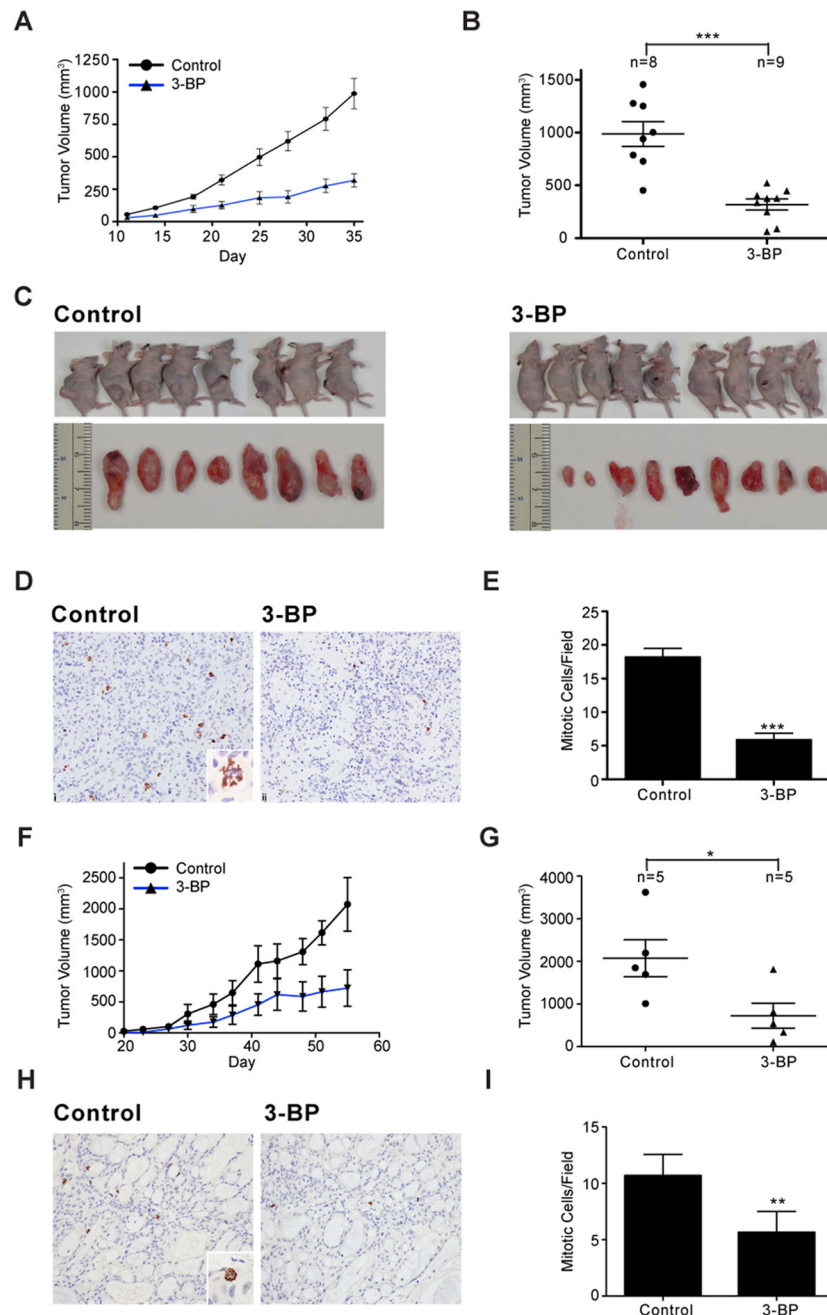 A
Control
3-BP
Tumor Volume (mm³)
1250
1000
750
500
250
0
10 15 20 25 30 35
Day
B
***
n=8 n=9
Tumor Volume (mm³)
1500
1000
500
0
Control 3-BP
C
Control 3-BP
D
Control 3-BP
i ii
E
Mitotic Cells/Field
25
20
15
10
5
0
***
Control 3-BP
F
Control
3-BP
Tumor Volume (mm³)
2500
2000
1500
1000
500
0
20 30 40 50 60
Day
G
*
n=5 n=5
Tumor Volume (mm³)
4000
3000
2000
1000
0
Control 3-BP
H
Control 3-BP
I
Mitotic Cells/Field
15
10
5
0
**
Control 3-BP